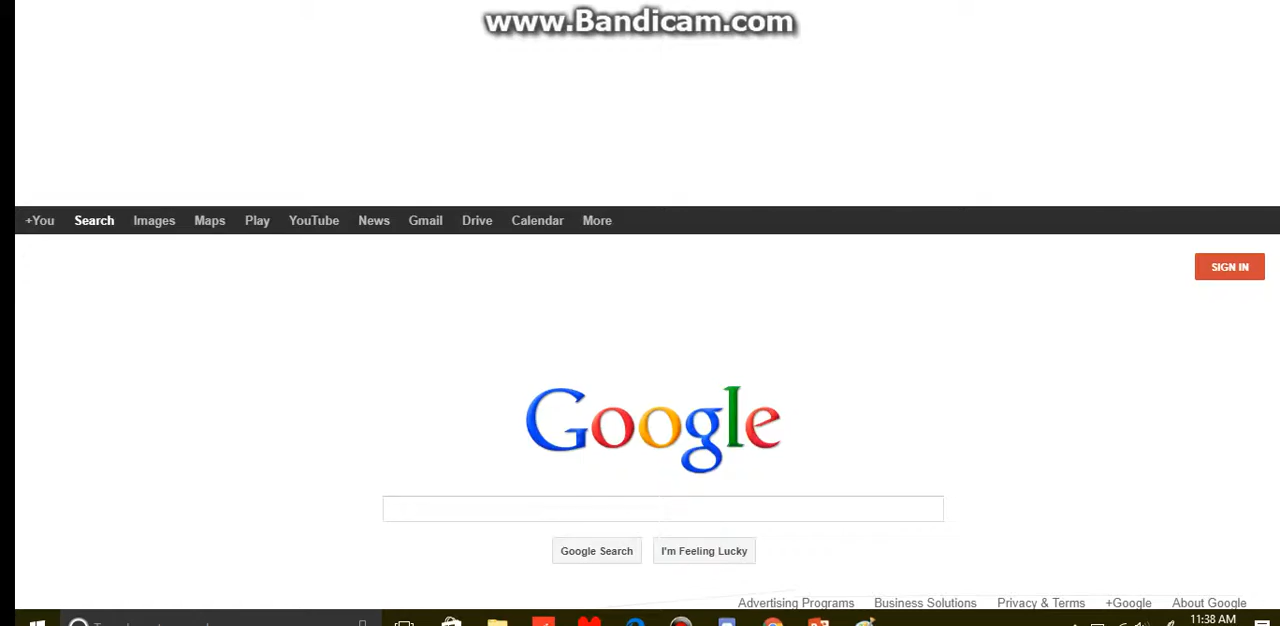 www.Bandicam.com
+You Search Images Maps Play YouTube News Gmail Drive Calendar More
SIGN IN
Google
Google Search I'm Feeling Lucky
Advertising Programs Business Solutions Privacy & Terms +Google About Google
11:38 AM